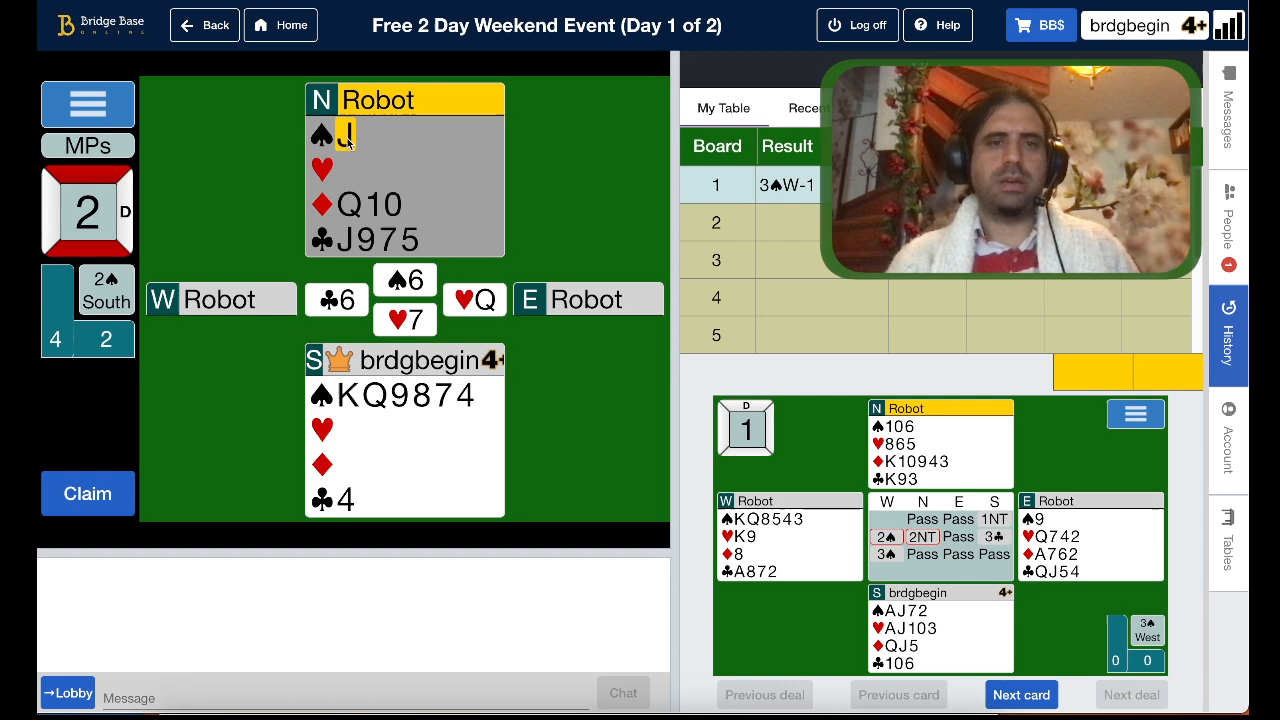 Bridge Base
ONLINE
Back
Home
Free 2 Day Weekend Event (Day 1 of 2)
Log off
Help
BB$
brdgbegin 4+
MPs
2
D
2♠
South
4
2
N Robot
♠J
♥
♦Q10
♣J975
W Robot
♣6
♠6
♥7
♥Q
E Robot
S brdgbegin 4+
♠KQ9874
♥
♦
♣4
Claim
→Lobby
Message
Chat
My Table
Recen
Board Result
1 3♠W-1
2
3
4
5
D
1
N Robot
♠106
♥865
♦K10943
♣K93
W Robot
♠KQ8543
♥K9
♦8
♣A872
W N E S
Pass Pass 1NT
2♠ 2NT Pass 3♣
3♠ Pass Pass Pass
E Robot
♠9
♥Q742
♦A762
♣QJ54
S brdgbegin 4+
♠AJ72
♥AJ103
♦QJ5
♣106
3♠
West
0
0
Previous deal
Previous card
Next card
Next deal
Messages
People
1
History
Account
Tables